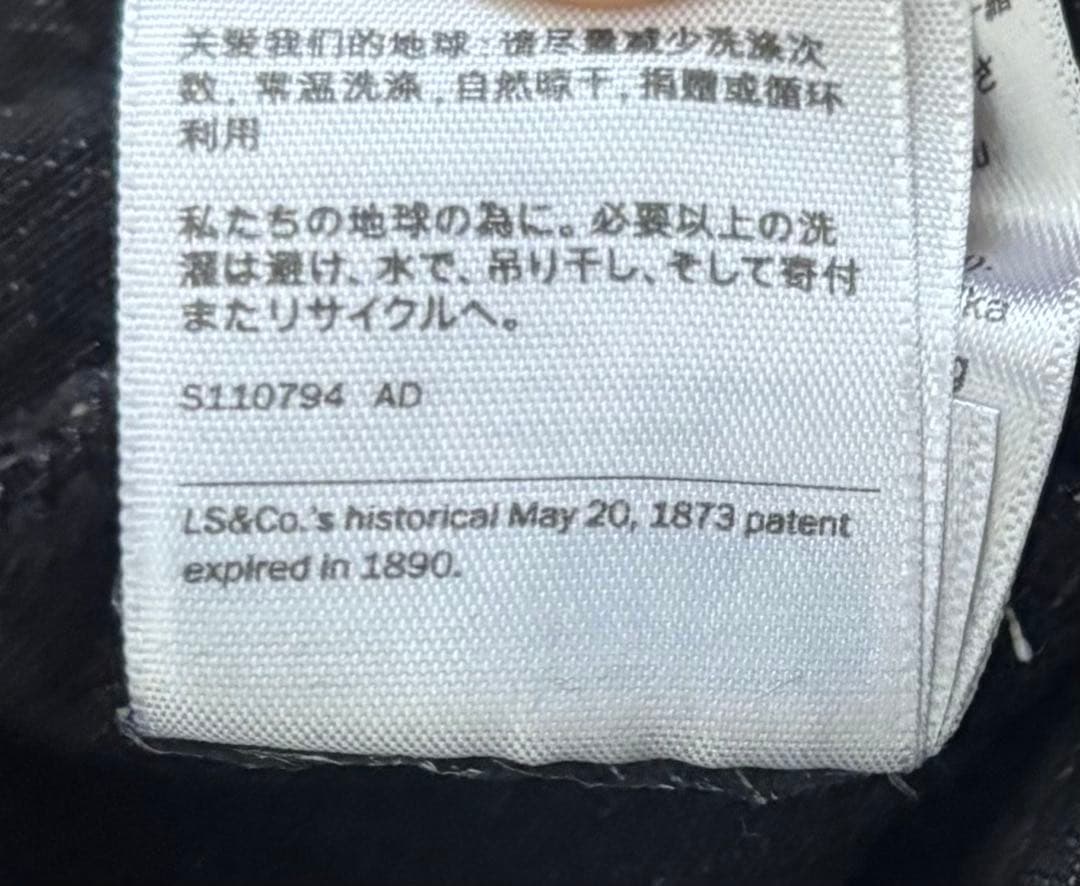 关爱我们的地球:请尽量减少洗涤次
数,常温洗涤,自然晾干,捐赠或循环
利用
私たちの地球の為に。必要以上の洗
濯は避け、水で、吊り干し、そして寄付
またリサイクルへ。
S110794 AD
LS&Co.'s historical May 20, 1873 patent
expired in 1890.
ka
g